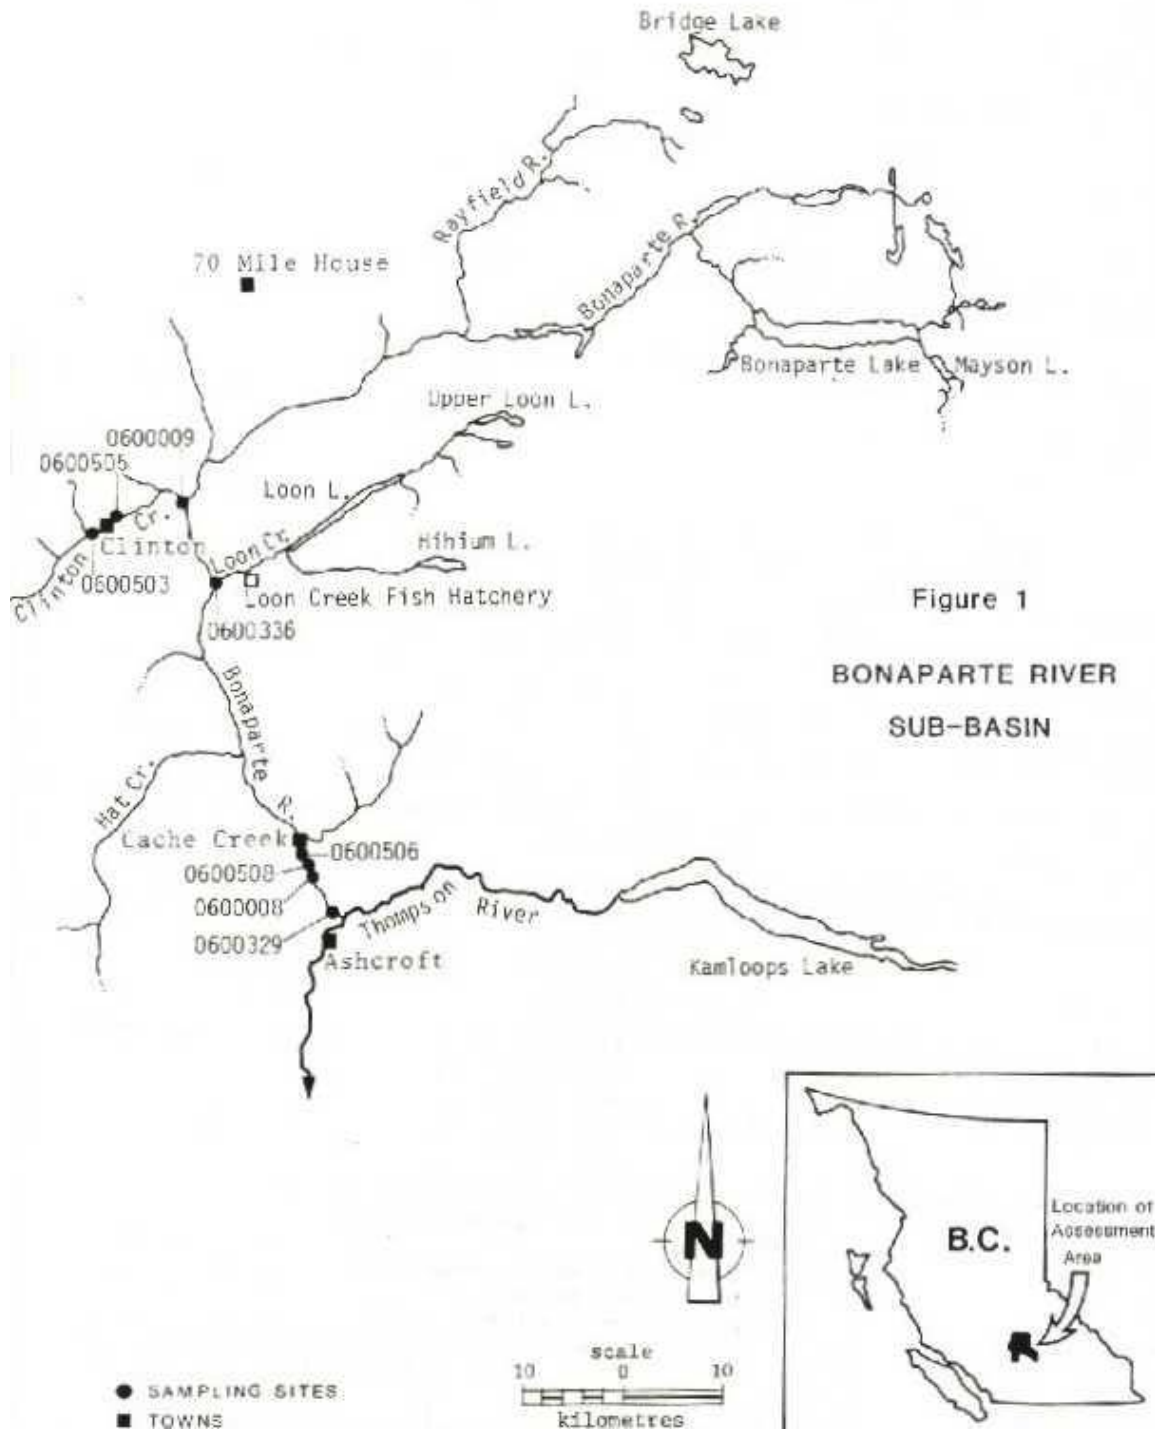 Bridge Lake
Rayfield R.
70 Mile House
Bonaparte R.
Bonaparte Lake
Mayson L.
Upper Loon L.
0600009
0600505
Loon L.
Clinton Cr.
Clinton
Loon Cr.
Hihium L.
0600503
Loon Creek Fish Hatchery
0600336
Figure 1
BONAPARTE RIVER
SUB-BASIN
Bonaparte R.
Hat Cr.
Cache Creek
0600506
0600508
0600008
Thompson River
0600329
Ashcroft
Kamloops Lake
N
B.C.
Location of
Assessment
Area
scale
10 0 10
kilometres
SAMPLING SITES
TOWNS